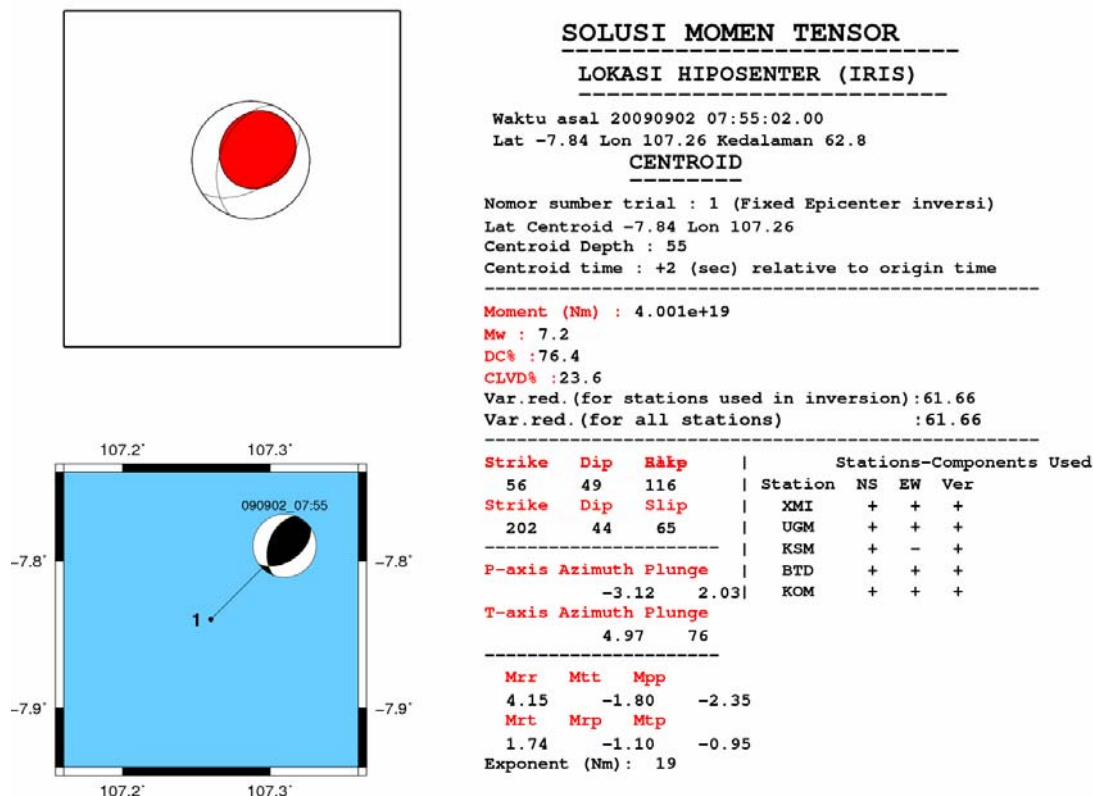 SOLUSI MOMEN TENSOR
LOKASI HIPOSENTER (IRIS)
Waktu asal 20090902 07:55:02.00
Lat -7.84 Lon 107.26 Kedalaman 62.8
CENTROID
Nomor sumber trial : 1 (Fixed Epicenter inversi)
Lat Centroid -7.84 Lon 107.26
Centroid Depth : 55
Centroid time : +2 (sec) relative to origin time
Moment (Nm) : 4.001e+19
Mw : 7.2
DC% :76.4
CLVD% :23.6
Var.red.(for stations used in inversion):61.66
Var.red.(for all stations) :61.66
Strike Dip | Stations-Components Used
56 49 116 | Station NS EW Ver
Strike Dip Slip | XMI + + +
202 44 65 | UGM + + +
| KSM + - +
P-axis Azimuth Plunge | BTD + + +
-3.12 2.03| KOM + + +
T-axis Azimuth Plunge
4.97 76
Mrr Mtt Mpp
4.15 -1.80 -2.35
Mrt Mrp Mtp
1.74 -1.10 -0.95
Exponent (Nm): 19
107.2° 107.3°
090902_07:55
-7.8° -7.8°
1
-7.9° -7.9°
107.2° 107.3°